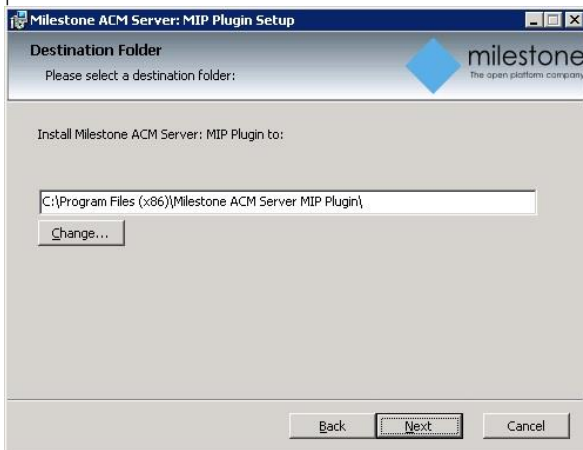 Milestone ACM Server: MIP Plugin Setup
Destination Folder
Please select a destination folder:
milestone
The open platform company
Install Milestone ACM Server: MIP Plugin to:
C:\Program Files (x86)\Milestone ACM Server MIP Plugin\
Change...
Back
Next
Cancel